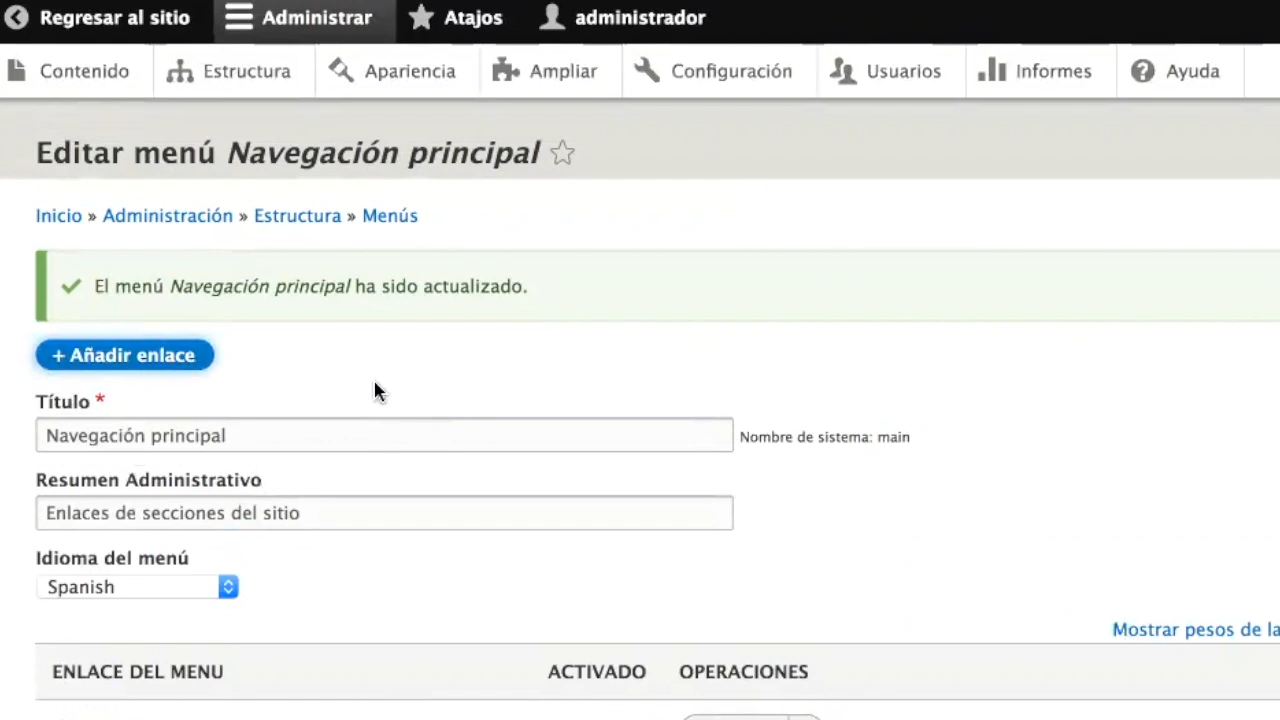 Regresar al sitio Administrar Atajos administrador
Contenido Estructura Apariencia Ampliar Configuración Usuarios Informes Ayuda
Editar menú Navegación principal
Inicio » Administración » Estructura » Menús
El menú Navegación principal ha sido actualizado.
+ Añadir enlace
Título *
Navegación principal Nombre de sistema: main
Resumen Administrativo
Enlaces de secciones del sitio
Idioma del menú
Spanish
Mostrar pesos de la
ENLACE DEL MENU ACTIVADO OPERACIONES